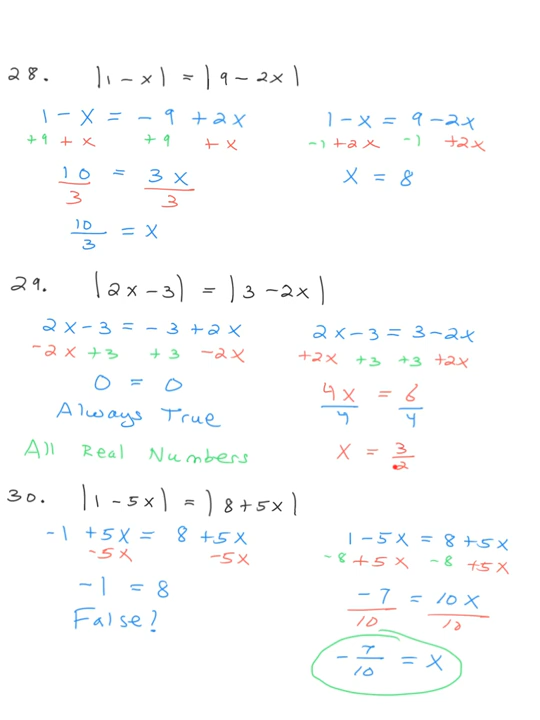 28. |1 - x| = |9 - 2x|
1 - x = - 9 + 2x
+9 + x +9 + x
10 = 3x
3 3
10/3 = x
1 - x = 9 - 2x
-1 +2x -1 +2x
x = 8
29. |2x - 3| = |3 - 2x|
2x - 3 = - 3 + 2x
-2x +3 +3 -2x
0 = 0
Always True
All Real Numbers
2x - 3 = 3 - 2x
+2x +3 +3 +2x
4x = 6
4 4
x = 3/2
30. |1 - 5x| = |8 + 5x|
-1 + 5x = 8 + 5x
-5x -5x
-1 = 8
False?
1 - 5x = 8 + 5x
-8 +5x -8 +5x
-7 = 10x
10 10
- 7/10 = x